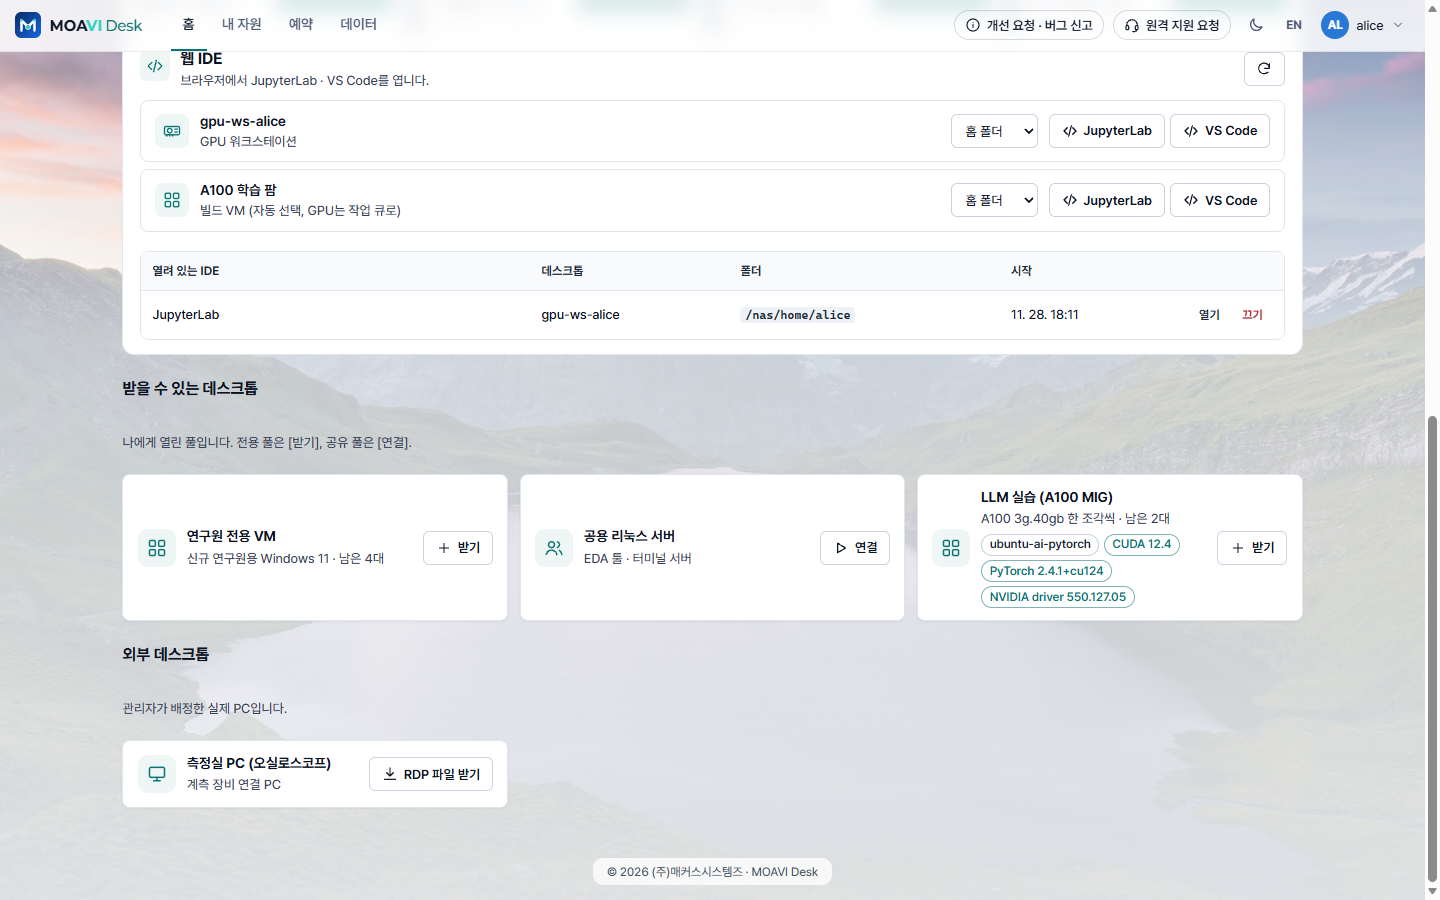 MOAVI Desk
홈
내 자원
예약
데이터
개선 요청 · 버그 신고
원격 지원 요청
EN
AL
alice
웹 IDE
브라우저에서 JupyterLab · VS Code를 엽니다.
gpu-ws-alice
GPU 워크스테이션
홈 폴더
JupyterLab
VS Code
A100 학습 팜
빌드 VM (자동 선택, GPU는 작업 큐로)
홈 폴더
JupyterLab
VS Code
열려 있는 IDE
데스크톱
폴더
시작
JupyterLab
gpu-ws-alice
/nas/home/alice
11. 28. 18:11
열기
끄기
받을 수 있는 데스크톱
나에게 열린 풀입니다. 전용 풀은 [받기], 공유 풀은 [연결].
연구원 전용 VM
신규 연구원용 Windows 11 · 남은 4대
받기
공용 리눅스 서버
EDA 툴 · 터미널 서버
연결
LLM 실습 (A100 MIG)
A100 3g.40gb 한 조각씩 · 남은 2대
ubuntu-ai-pytorch
CUDA 12.4
PyTorch 2.4.1+cu124
NVIDIA driver 550.127.05
받기
외부 데스크톱
관리자가 배정한 실제 PC입니다.
측정실 PC (오실로스코프)
계측 장비 연결 PC
RDP 파일 받기
© 2026 (주)매커스시스템즈 · MOAVI Desk